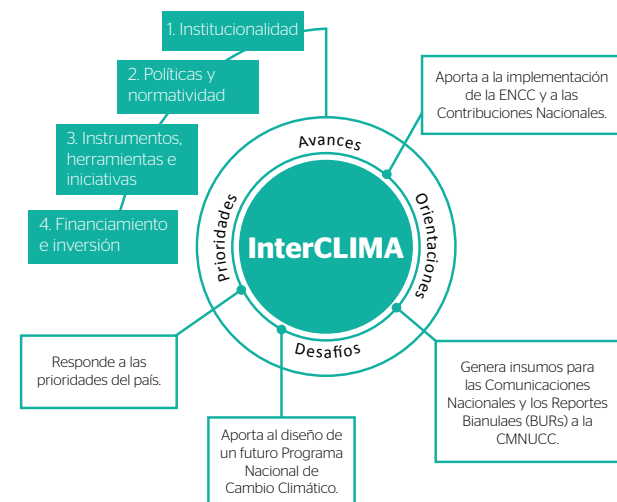 1. Institucionalidad
2. Políticas y
normatividad
3. Instrumentos,
herramientas e
iniciativas
4. Financiamiento
e inversión
Aporta a la implementación
de la ENCC y a las
Contribuciones Nacionales.
Avances
Orientaciones
Desafíos
Prioridades
InterCLIMA
Responde a las
prioridades del país.
Aporta al diseño de
un futuro Programa
Nacional de
Cambio Climático.
Genera insumos para
las Comunicaciones
Nacionales y los Reportes
Bianulaes (BURs) a la
CMNUCC.